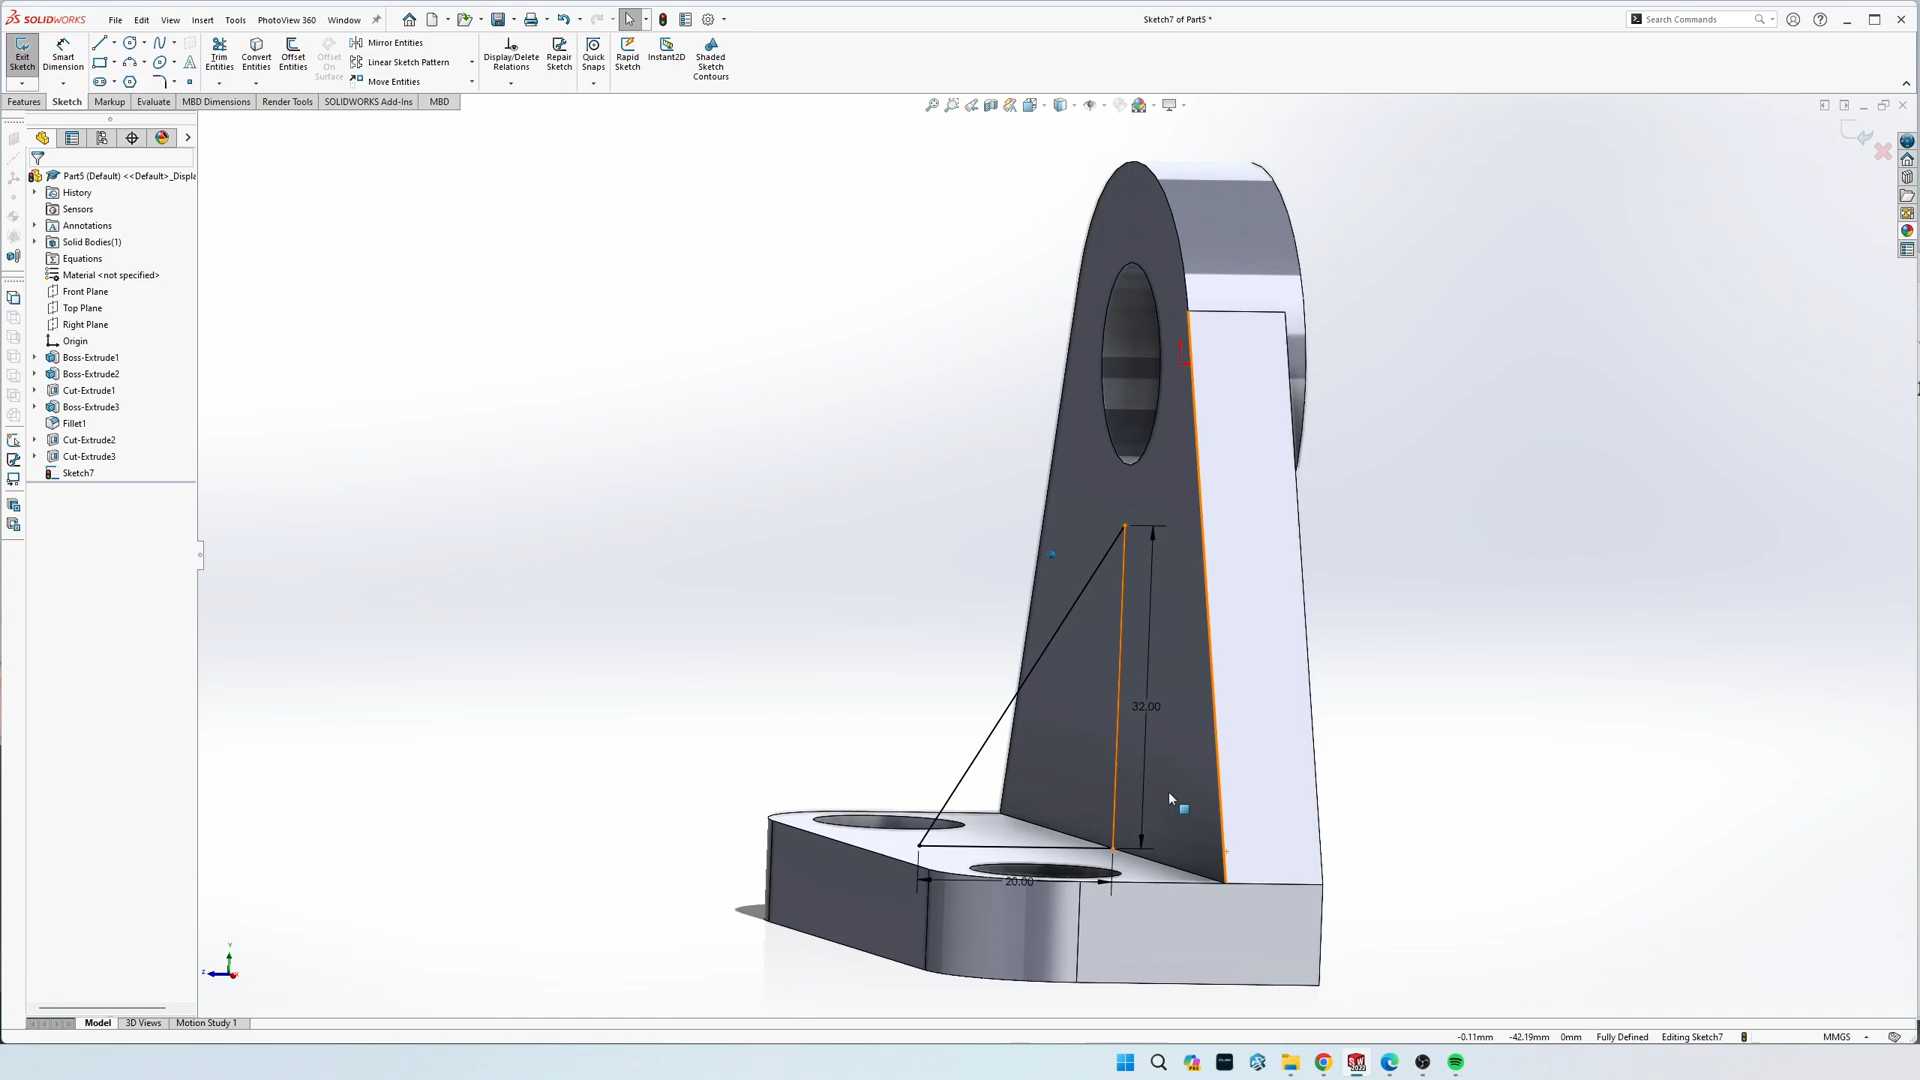 SOLIDWORKS File Edit View Insert Tools PhotoView 360 Window Sketch7 of Part5 * Search Commands
Exit Sketch
Smart Dimension
Trim Entities
Convert Entities
Offset Entities
Offset On Surface
Mirror Entities
Linear Sketch Pattern
Move Entities
Display/Delete Relations
Repair Sketch
Quick Snaps
Rapid Sketch
Instant2D
Shaded Sketch Contours
Features Sketch Markup Evaluate MBD Dimensions Render Tools SOLIDWORKS Add-Ins MBD
Part5 (Default) <<Default>_Displa
History
Sensors
Annotations
Solid Bodies(1)
Equations
Material <not specified>
Front Plane
Top Plane
Right Plane
Origin
Boss-Extrude1
Boss-Extrude2
Cut-Extrude1
Boss-Extrude3
Fillet1
Cut-Extrude2
Cut-Extrude3
Sketch7
32.00
20.00
Y
Z
Model 3D Views Motion Study 1
-0.11mm -42.19mm 0mm Fully Defined Editing Sketch7 MMGS